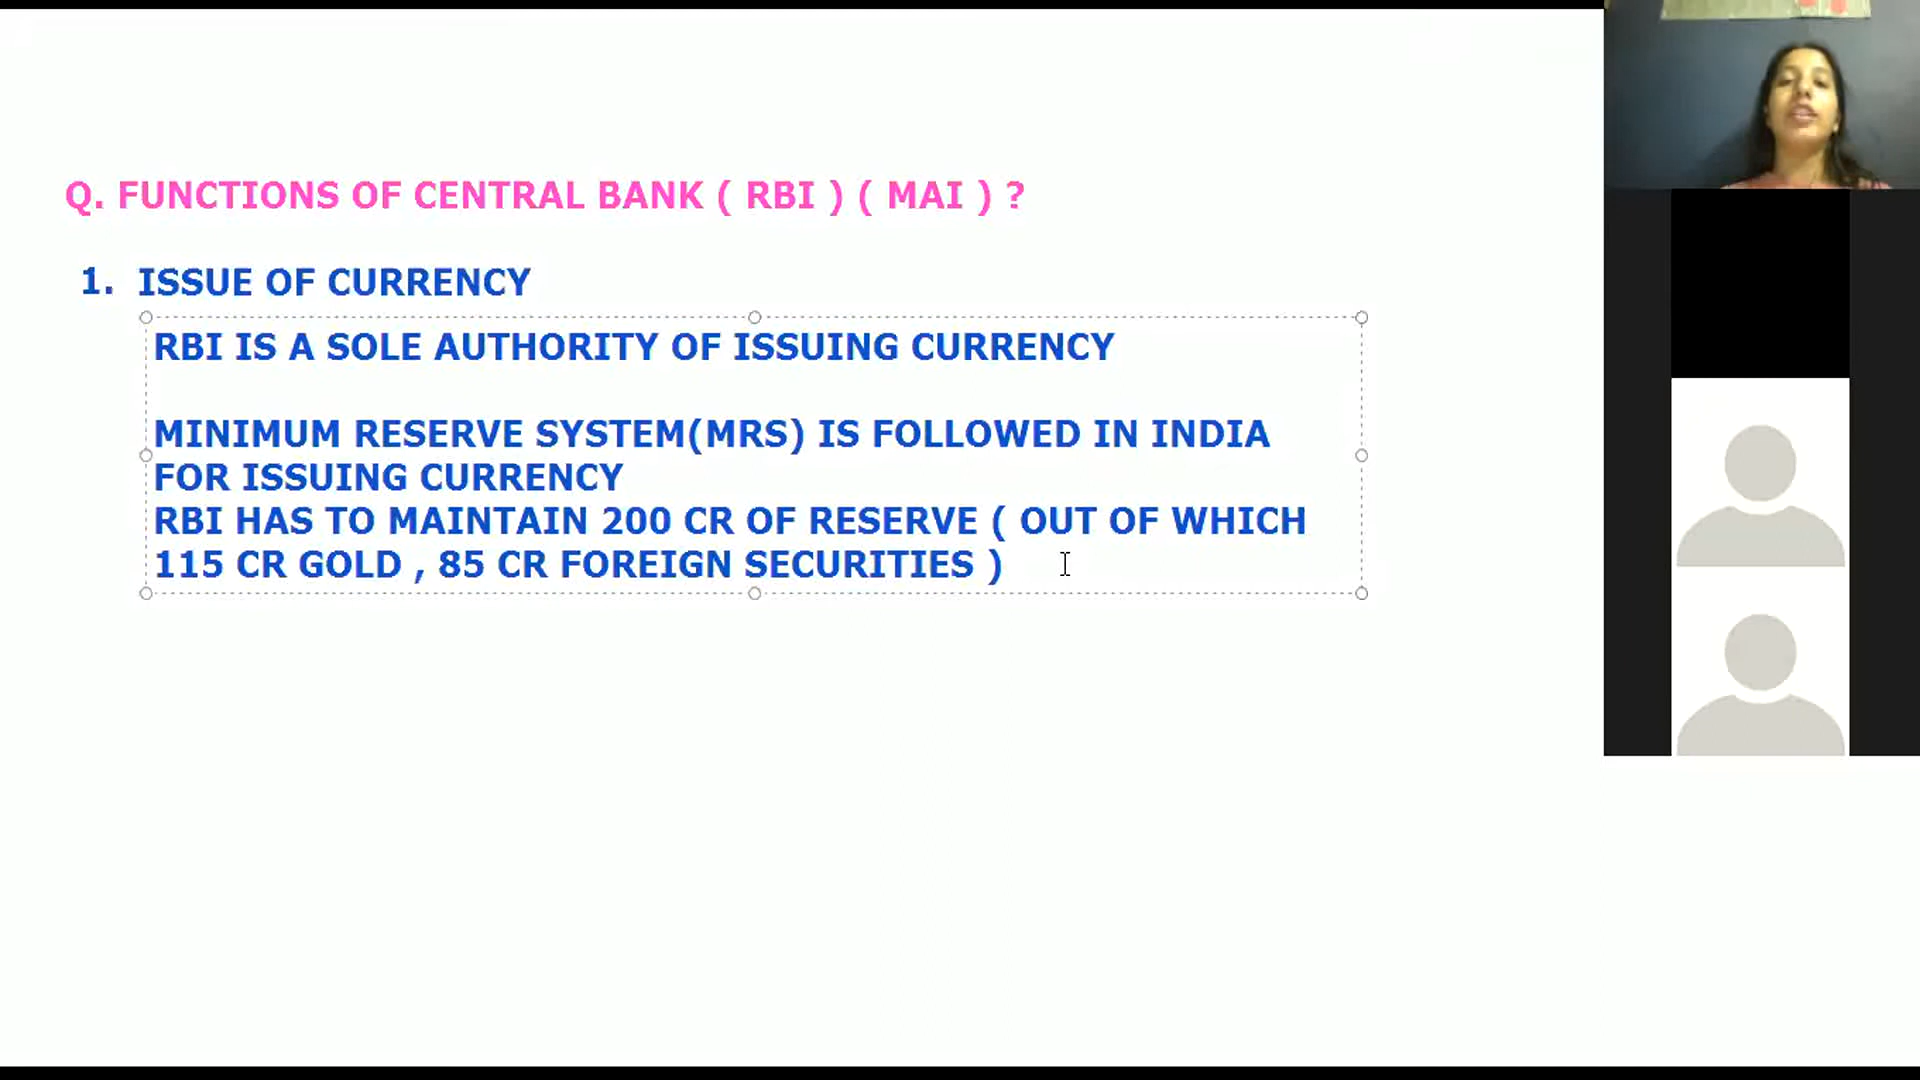 Q. FUNCTIONS OF CENTRAL BANK ( RBI ) ( MAI ) ?
1. ISSUE OF CURRENCY
RBI IS A SOLE AUTHORITY OF ISSUING CURRENCY
MINIMUM RESERVE SYSTEM(MRS) IS FOLLOWED IN INDIA
FOR ISSUING CURRENCY
RBI HAS TO MAINTAIN 200 CR OF RESERVE ( OUT OF WHICH
115 CR GOLD , 85 CR FOREIGN SECURITIES )